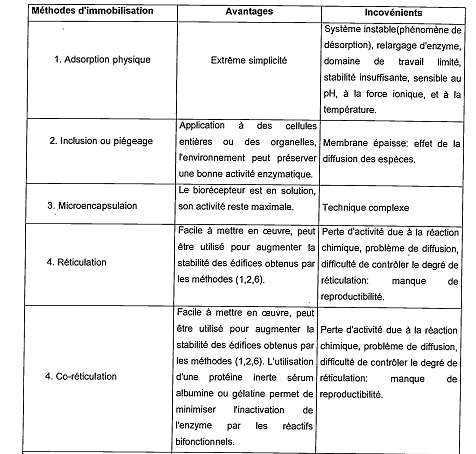 Méthodes d'immobilisation Avantages Incovénients
1. Adsorption physique
Extrême simplicité
Système instable(phénomène de
désorption), relargage d'enzyme,
domaine de travail limité,
stabilité insuffisante, sensible au
pH, à la force ionique, et à la
température.
2. Inclusion ou piégeage
Application à des cellules
entières ou des organelles,
l'environnement peut préserver
une bonne activité enzymatique.
Membrane épaisse: effet de la
diffusion des espèces.
3. Microencapsulaion
Le biorécepteur est en solution,
son activité reste maximale.
Technique complexe
4. Réticulation
Facile à mettre en œuvre, peut
être utilisé pour augmenter la
stabilité des édifices obtenus par
les méthodes (1,2,6).
Perte d'activité due à la réaction
chimique, problème de diffusion,
difficulté de contrôler le degré de
réticulation: manque de
reproductibilité.
4. Co-réticulation
Facile à mettre en œuvre, peut
être utilisé pour augmenter la
stabilité des édifices obtenus par
les méthodes (1,2,6). L'utilisation
d'une protéine inerte sérum
albumine ou gélatine permet de
minimiser l'inactivation de
l'enzyme par les réactifs
bifonctionnels.
Perte d'activité due à la réaction
chimique, problème de diffusion,
difficulté de contrôler le degré de
réticulation: manque de
reproductibilité.